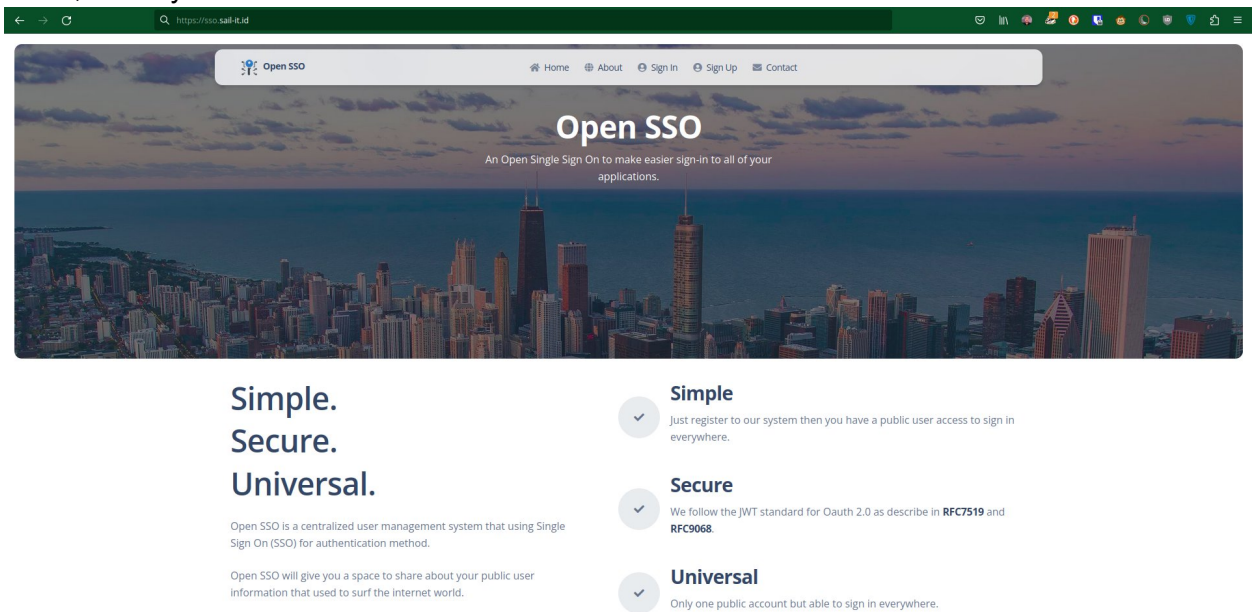 https://sso.sail-it.id
Open SSO
Home
About
Sign In
Sign Up
Contact
Open SSO
An Open Single Sign On to make easier sign-in to all of your
applications.
Simple.
Secure.
Universal.
Open SSO is a centralized user management system that using Single
Sign On (SSO) for authentication method.
Open SSO will give you a space to share about your public user
information that used to surf the internet world.
Simple
Just register to our system then you have a public user access to sign in
everywhere.
Secure
We follow the JWT standard for Oauth 2.0 as describe in RFC7519 and
RFC9068.
Universal
Only one public account but able to sign in everywhere.